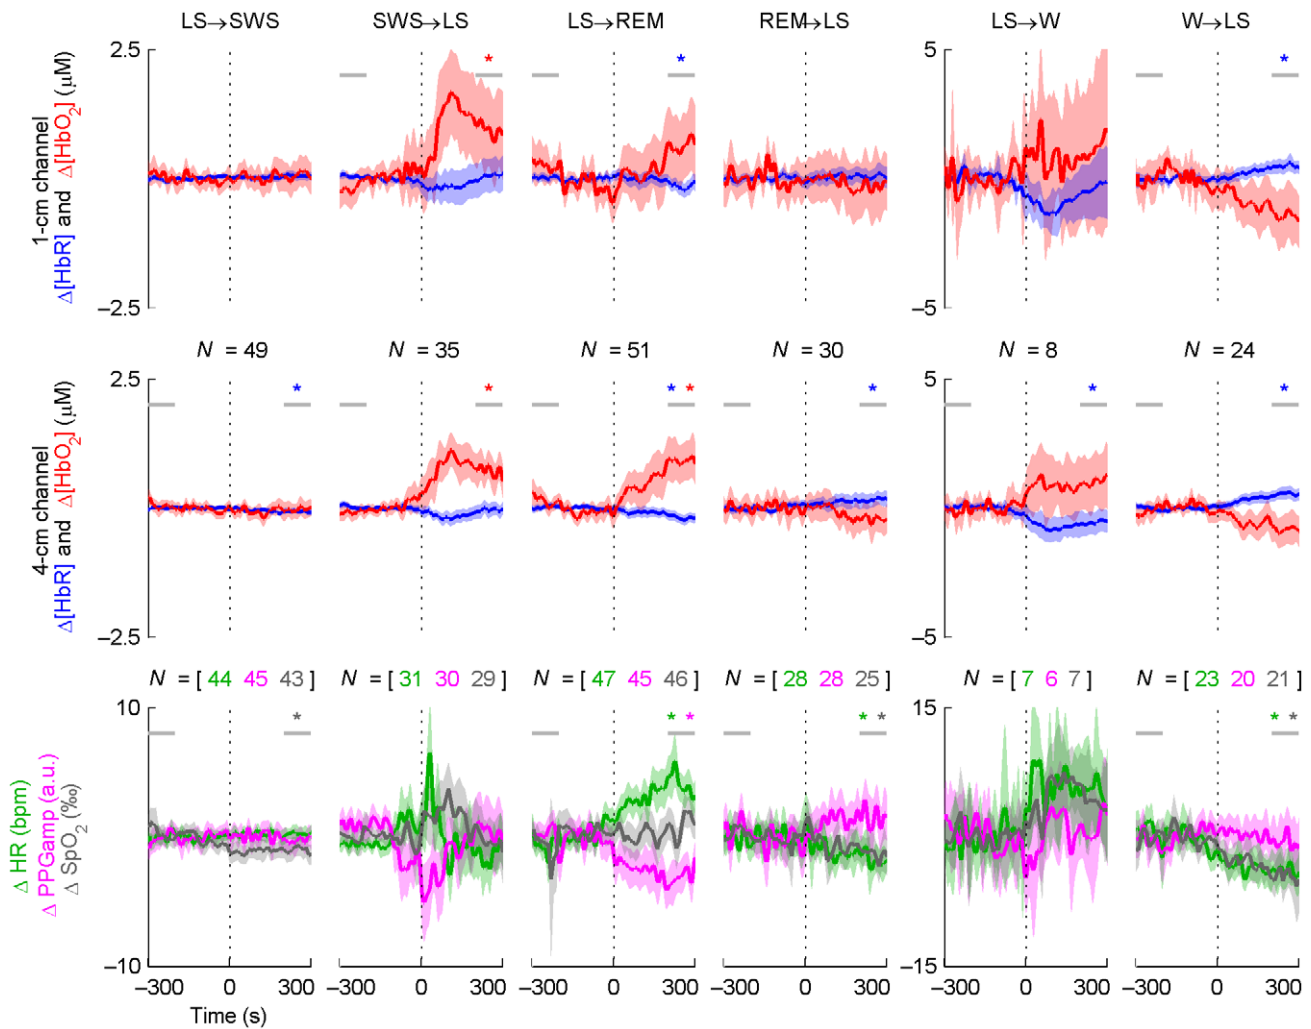 LS→SWS SWS→LS LS→REM REM→LS LS→W W→LS
1-cm channel
Δ[HbR] and Δ[HbO2] (μM)
2.5 * * 5 *
–2.5 –5
N = 49 N = 35 N = 51 N = 30 N = 8 N = 24
4-cm channel
Δ[HbR] and Δ[HbO2] (μM)
2.5 * * * * * 5 * *
–2.5 –5
N = [ 44 45 43 ] N = [ 31 30 29 ] N = [ 47 45 46 ] N = [ 28 28 25 ] N = [ 7 6 7 ] N = [ 23 20 21 ]
Δ HR (bpm)
Δ PPGamp (a.u.)
Δ SpO2 (‰)
10 * * * * * 15 * *
–10 –15
–300 0 300 –300 0 300 –300 0 300 –300 0 300 –300 0 300 –300 0 300
Time (s)